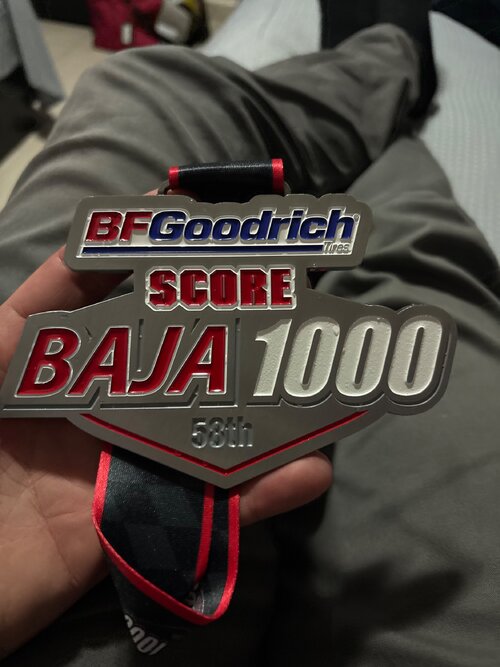 BFGoodrich
Tires
SCORE
BAJA 1000
58th